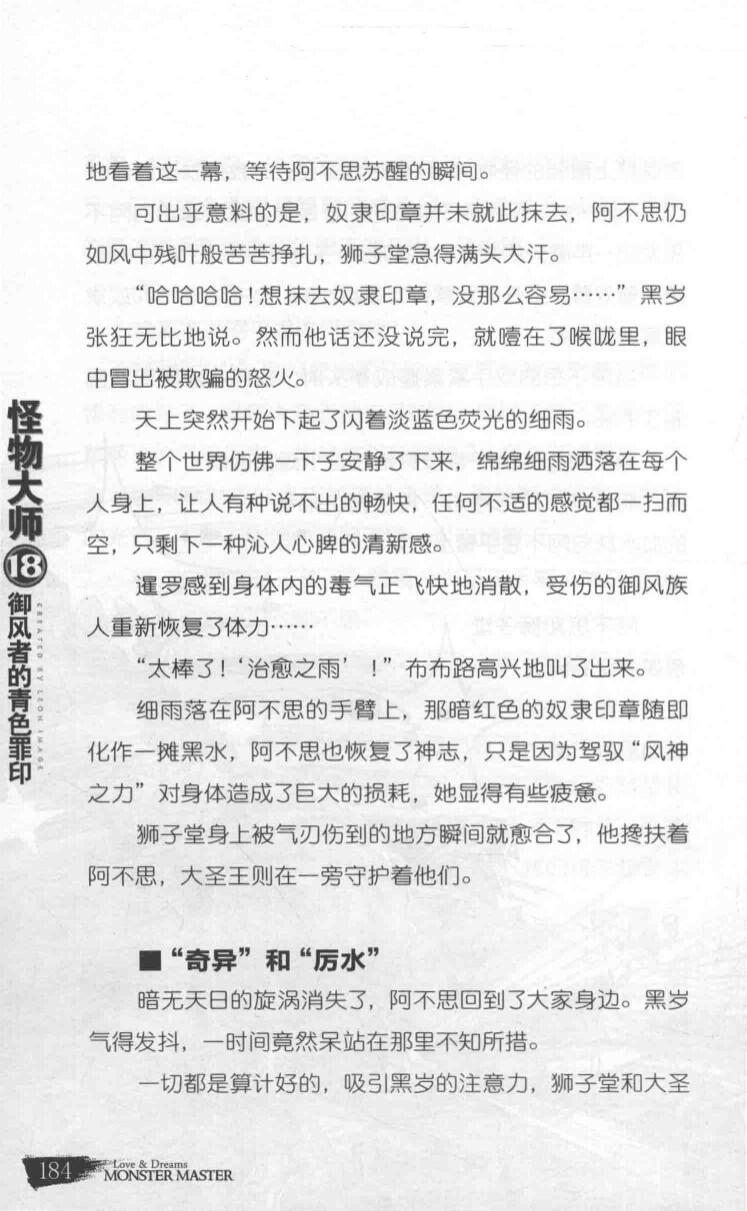 地看着这一幕，等待阿不思苏醒的瞬间。
可出乎意料的是，奴隶印章并未就此抹去，阿不思仍
如风中残叶般苦苦挣扎，狮子堂急得满头大汗。
“哈哈哈哈！想抹去奴隶印章，没那么容易……”黑岁
张狂无比地说。然而他话还没说完，就噎在了喉咙里，眼
中冒出被欺骗的怒火。
天上突然开始下起了闪着淡蓝色荧光的细雨。
整个世界仿佛一下子安静了下来，绵绵细雨洒落在每个
人身上，让人有种说不出的畅快，任何不适的感觉都一扫而
空，只剩下一种沁人心脾的清新感。
暹罗感到身体内的毒气正飞快地消散，受伤的御风族
人重新恢复了体力……
“太棒了！‘治愈之雨’！”布布路高兴地叫了出来。
细雨落在阿不思的手臂上，那暗红色的奴隶印章随即
化作一摊黑水，阿不思也恢复了神志，只是因为驾驭“风神
之力”对身体造成了巨大的损耗，她显得有些疲惫。
狮子堂身上被气刃伤到的地方瞬间就愈合了，他搀扶着
阿不思，大圣王则在一旁守护着他们。
■“奇异”和“厉水”
暗无天日的旋涡消失了，阿不思回到了大家身边。黑岁
气得发抖，一时间竟然呆站在那里不知所措。
一切都是算计好的，吸引黑岁的注意力，狮子堂和大圣
怪物大师⑱御风者的青色罪印
CREATED BY LEON IMAGE
184
Love & Dreams
MONSTER MASTER